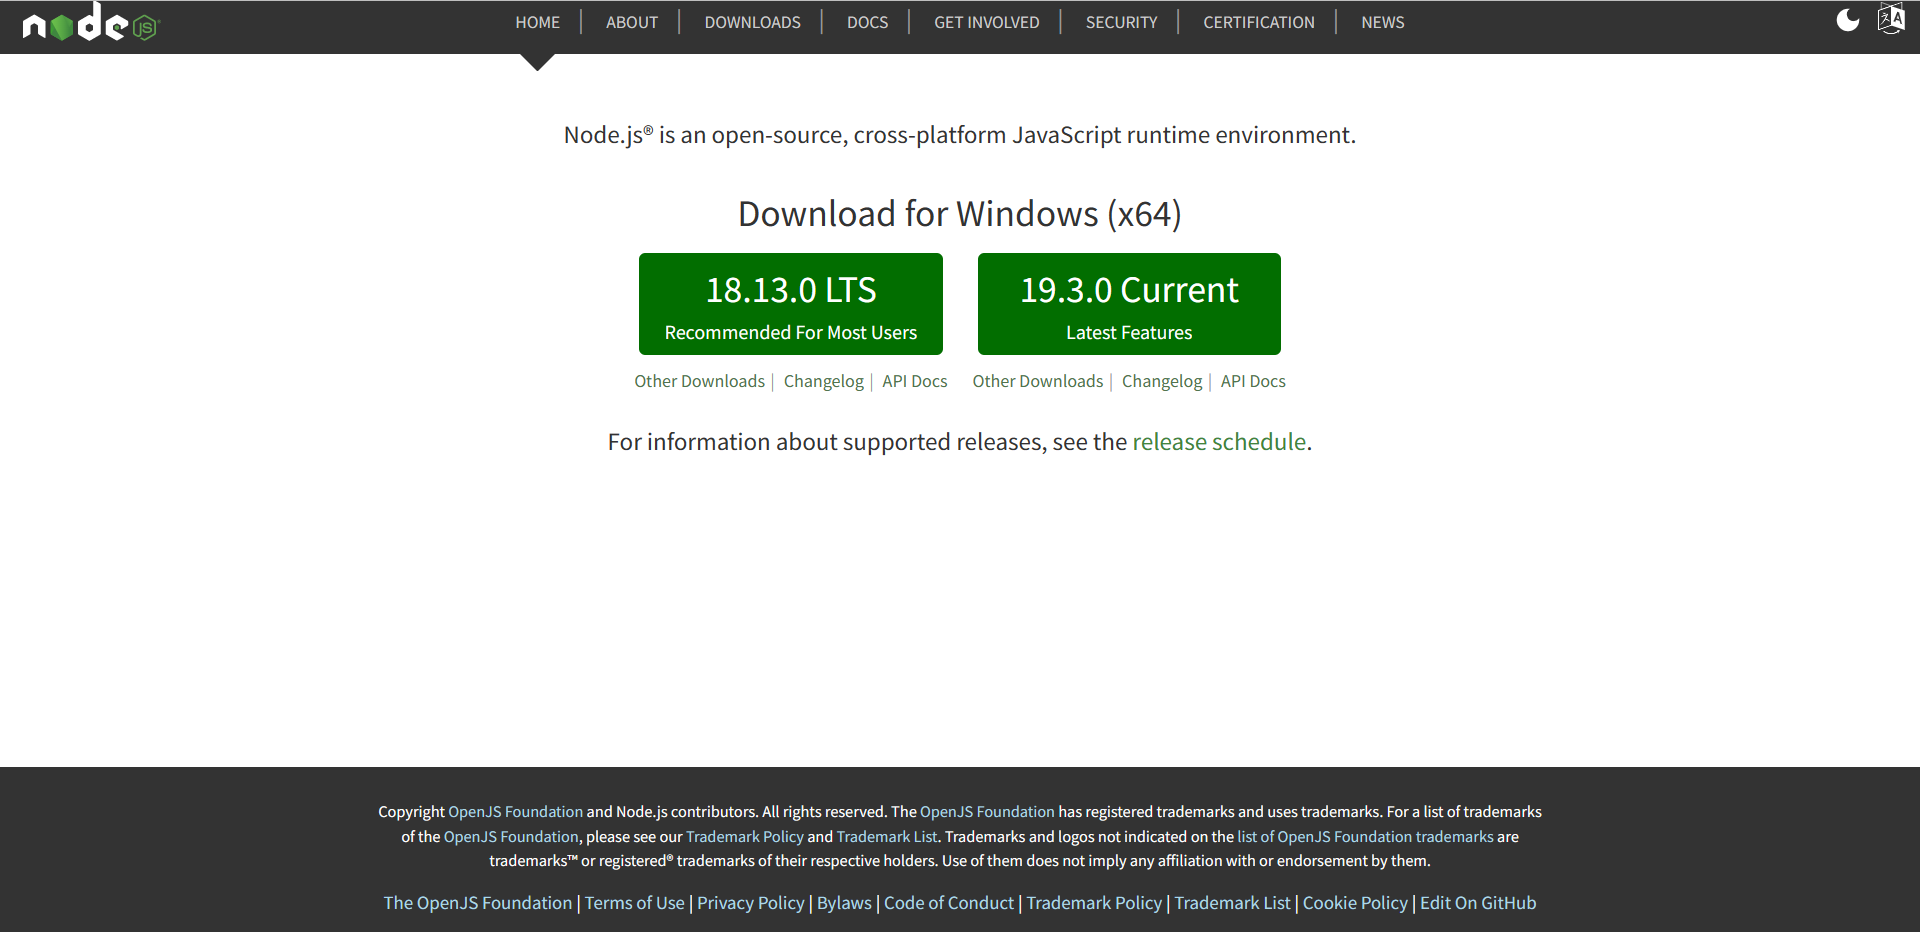 node JS
HOME | ABOUT | DOWNLOADS | DOCS | GET INVOLVED | SECURITY | CERTIFICATION | NEWS
Node.js® is an open-source, cross-platform JavaScript runtime environment.
Download for Windows (x64)
18.13.0 LTS
Recommended For Most Users
Other Downloads | Changelog | API Docs
19.3.0 Current
Latest Features
Other Downloads | Changelog | API Docs
For information about supported releases, see the release schedule.
Copyright OpenJS Foundation and Node.js contributors. All rights reserved. The OpenJS Foundation has registered trademarks and uses trademarks. For a list of trademarks
of the OpenJS Foundation, please see our Trademark Policy and Trademark List. Trademarks and logos not indicated on the list of OpenJS Foundation trademarks are
trademarks™ or registered® trademarks of their respective holders. Use of them does not imply any affiliation with or endorsement by them.
The OpenJS Foundation | Terms of Use | Privacy Policy | Bylaws | Code of Conduct | Trademark Policy | Trademark List | Cookie Policy | Edit On GitHub